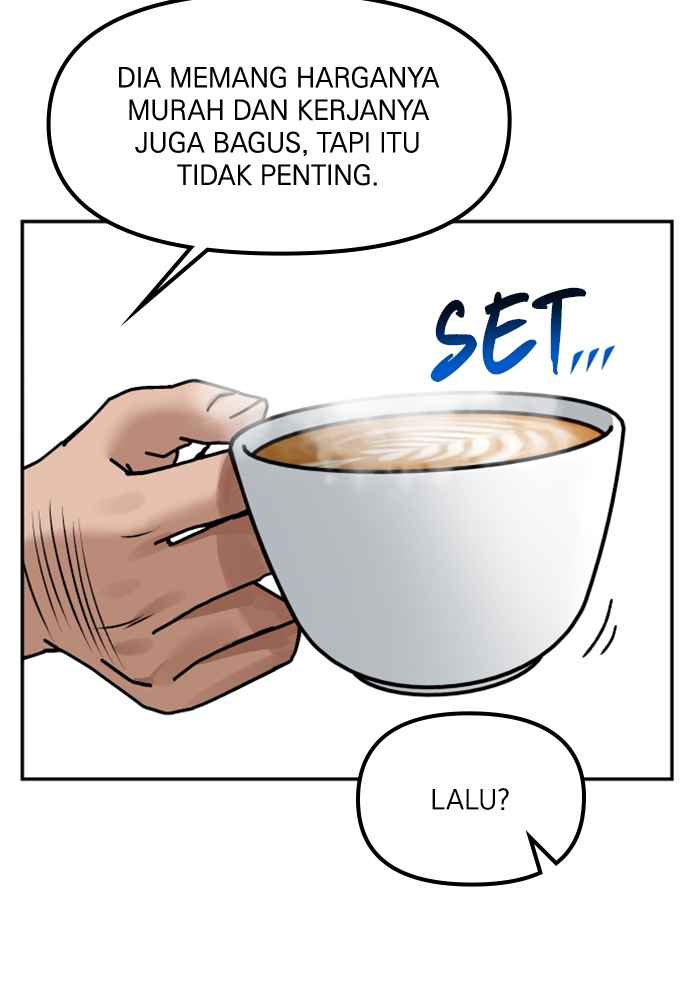 DIA MEMANG HARGANYA
MURAH DAN KERJANYA
JUGA BAGUS, TAPI ITU
TIDAK PENTING.
SET,,,
LALU?